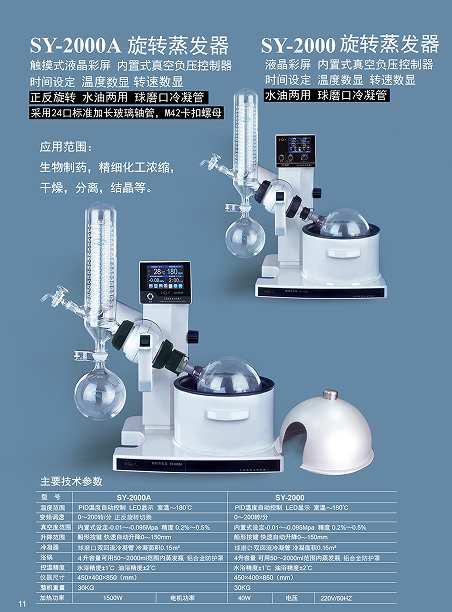 SY-2000A 旋转蒸发器
触摸式液晶彩屏 内置式真空负压控制器
时间设定 温度数显 转速数显
正反旋转 水油两用 球磨口冷凝管
采用24口标准加长玻璃轴管，M42卡扣螺母
SY-2000 旋转蒸发器
液晶彩屏 内置式真空负压控制器
时间设定 温度数显 转速数显
水油两用 球磨口冷凝管
应用范围：
生物制药，精细化工浓缩，
干燥，分离，结晶等。
主要技术参数
型 号 SY-2000A SY-2000
温度范围 PID温度自动控制 LED显示 室温～180℃ PID温度自动控制 LED显示 室温～180℃
变频调速 0～200转/分 正反旋转切换 0～200转/分
真空度范围 内置式设定-0.01～-0.095Mpa 精度 0.2%～0.5% 内置式设定-0.01～-0.095Mpa 精度 0.2%～0.5%
升降范围 船形按键 快速自动升降0～150mm 船形按键 快速自动升降0～150mm
冷凝器 球磨口双回流冷凝管 冷凝面积0.15m² 球磨口双回流冷凝管 冷凝面积0.15m²
浴锅 4升容量可用50～2000ml范围内蒸发瓶 铝合金防护罩 4升容量可用50～2000ml范围内蒸发瓶 铝合金防护罩
控温精度 水浴精度±1℃ 油浴精度±2℃ 水浴精度±1℃ 油浴精度±2℃
仪器尺寸 450×400×850（mm） 450×400×850（mm）
整机重量 30KG 30KG
加热功率 1500W 电机功率 40W 电压 220V/50HZ
11